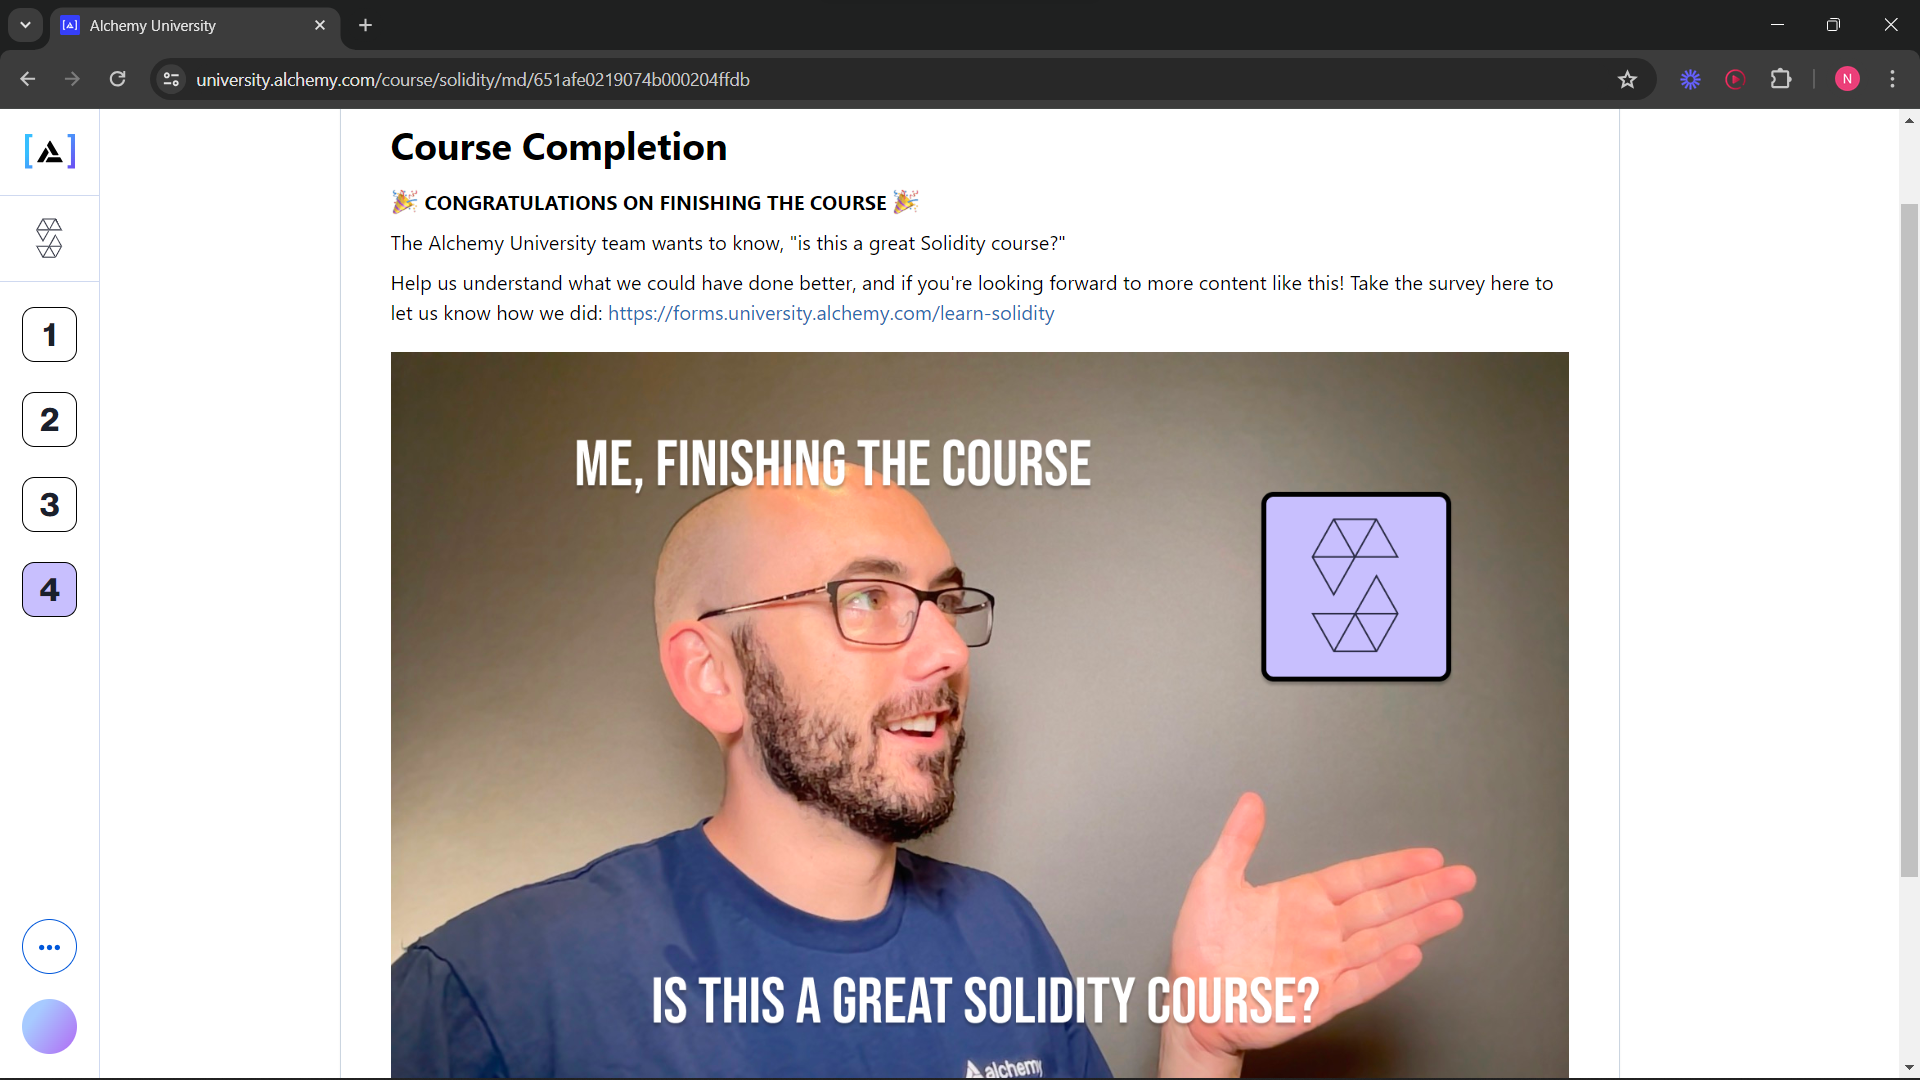 Alchemy University
university.alchemy.com/course/solidity/md/651afe0219074b000204ffdb
N
Course Completion
🎉 CONGRATULATIONS ON FINISHING THE COURSE 🎉
The Alchemy University team wants to know, "is this a great Solidity course?"
Help us understand what we could have done better, and if you're looking forward to more content like this! Take the survey here to
let us know how we did: https://forms.university.alchemy.com/learn-solidity
1
2
3
4
ME, FINISHING THE COURSE
IS THIS A GREAT SOLIDITY COURSE?
alchemy